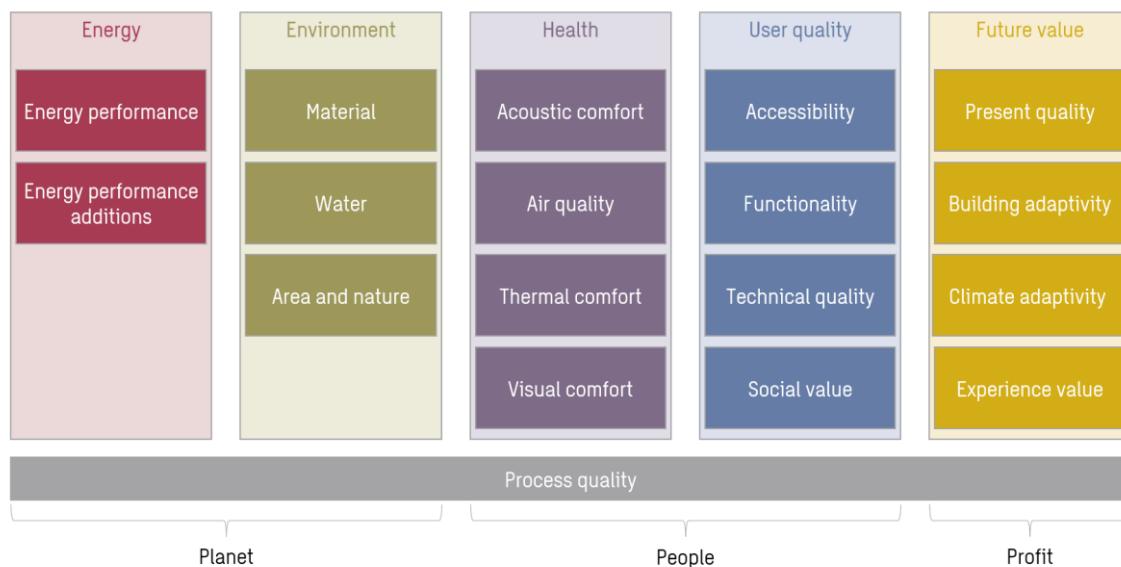 Energy
Energy performance
Energy performance
additions
Environment
Material
Water
Area and nature
Health
Acoustic comfort
Air quality
Thermal comfort
Visual comfort
User quality
Accessibility
Functionality
Technical quality
Social value
Future value
Present quality
Building adaptivity
Climate adaptivity
Experience value
Process quality
Planet
People
Profit